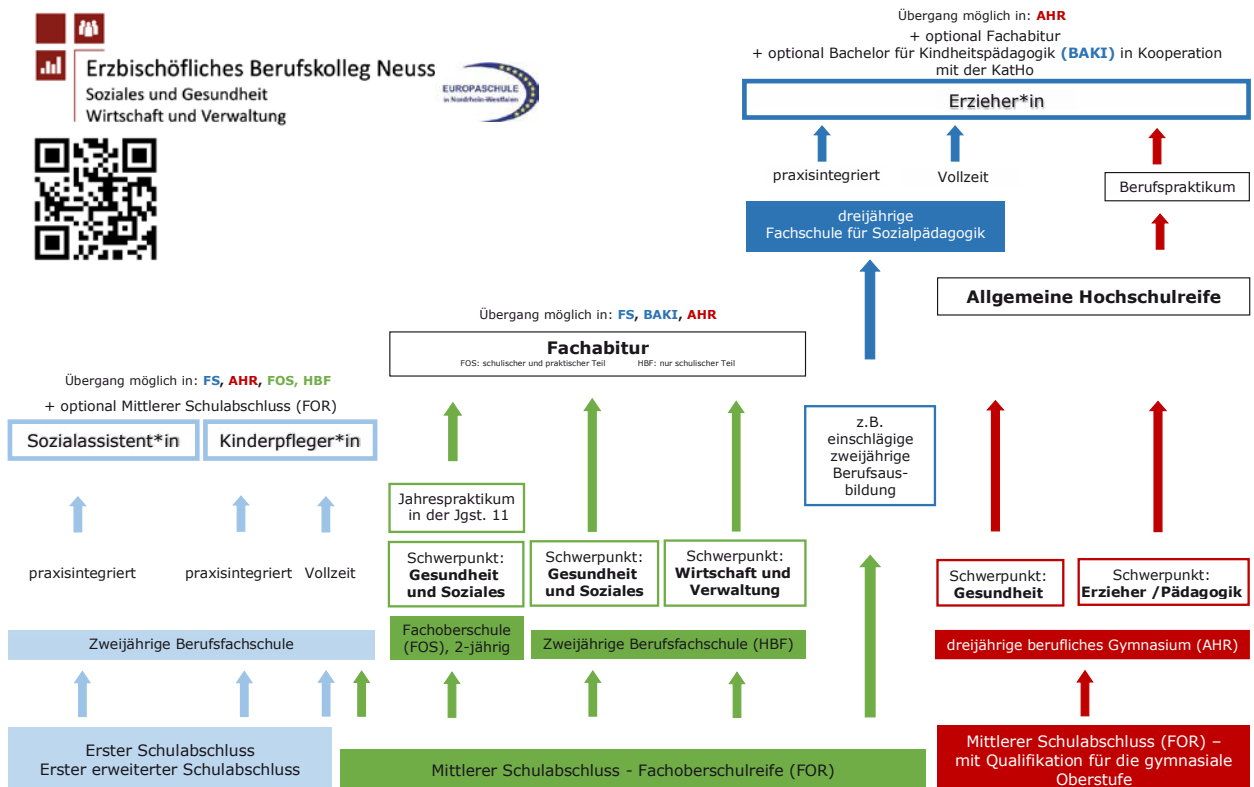 Erzbischöfliches Berufskolleg Neuss
Soziales und Gesundheit
Wirtschaft und Verwaltung
EUROPASCHULE
in Nordrhein-Westfalen
Übergang möglich in: AHR
+ optional Fachabitur
+ optional Bachelor für Kindheitspädagogik (BAKI) in Kooperation
mit der KatHo
Erzieher*in
praxisintegriert
Vollzeit
Berufspraktikum
dreijährige
Fachschule für Sozialpädagogik
Allgemeine Hochschulreife
Übergang möglich in: FS, BAKI, AHR
Fachabitur
FOS: schulischer und praktischer Teil HBF: nur schulischer Teil
Übergang möglich in: FS, AHR, FOS, HBF
+ optional Mittlerer Schulabschluss (FOR)
Sozialassistent*in
Kinderpfleger*in
z.B.
einschlägige
zweijährige
Berufsaus-
bildung
Jahrespraktikum
in der Jgst. 11
praxisintegriert
praxisintegriert
Vollzeit
Schwerpunkt:
Gesundheit
und Soziales
Schwerpunkt:
Gesundheit
und Soziales
Schwerpunkt:
Wirtschaft und
Verwaltung
Schwerpunkt:
Gesundheit
Schwerpunkt:
Erzieher /Pädagogik
Zweijährige Berufsfachschule
Fachoberschule
(FOS), 2-jährig
Zweijährige Berufsfachschule (HBF)
dreijährige berufliches Gymnasium (AHR)
Erster Schulabschluss
Erster erweiterter Schulabschluss
Mittlerer Schulabschluss - Fachoberschulreife (FOR)
Mittlerer Schulabschluss (FOR) –
mit Qualifikation für die gymnasiale
Oberstufe